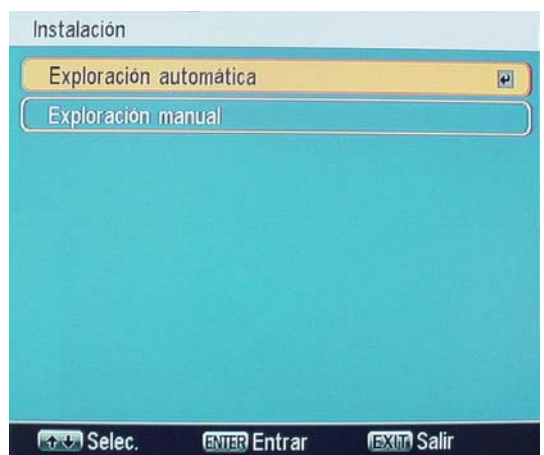 Instalación
Exploración automática
Exploración manual
Selec. ENTER Entrar EXIT Salir